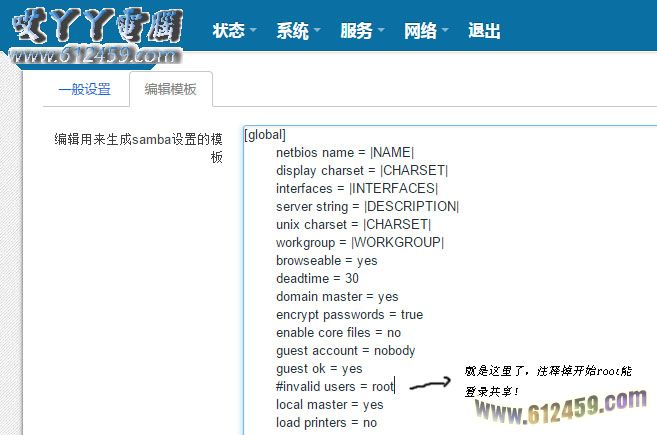 哎丫丫電腦
www.612459.com
状态 系统 服务 网络 退出
一般设置 编辑模板
编辑用来生成samba设置的模
板
[global]
netbios name = |NAME|
display charset = |CHARSET|
interfaces = |INTERFACES|
server string = |DESCRIPTION|
unix charset = |CHARSET|
workgroup = |WORKGROUP|
browseable = yes
deadtime = 30
domain master = yes
encrypt passwords = true
enable core files = no
guest account = nobody
guest ok = yes
#invalid users = root
local master = yes
load printers = no
就是这里了，注释掉开始root能
登录共享！
www.612459.com